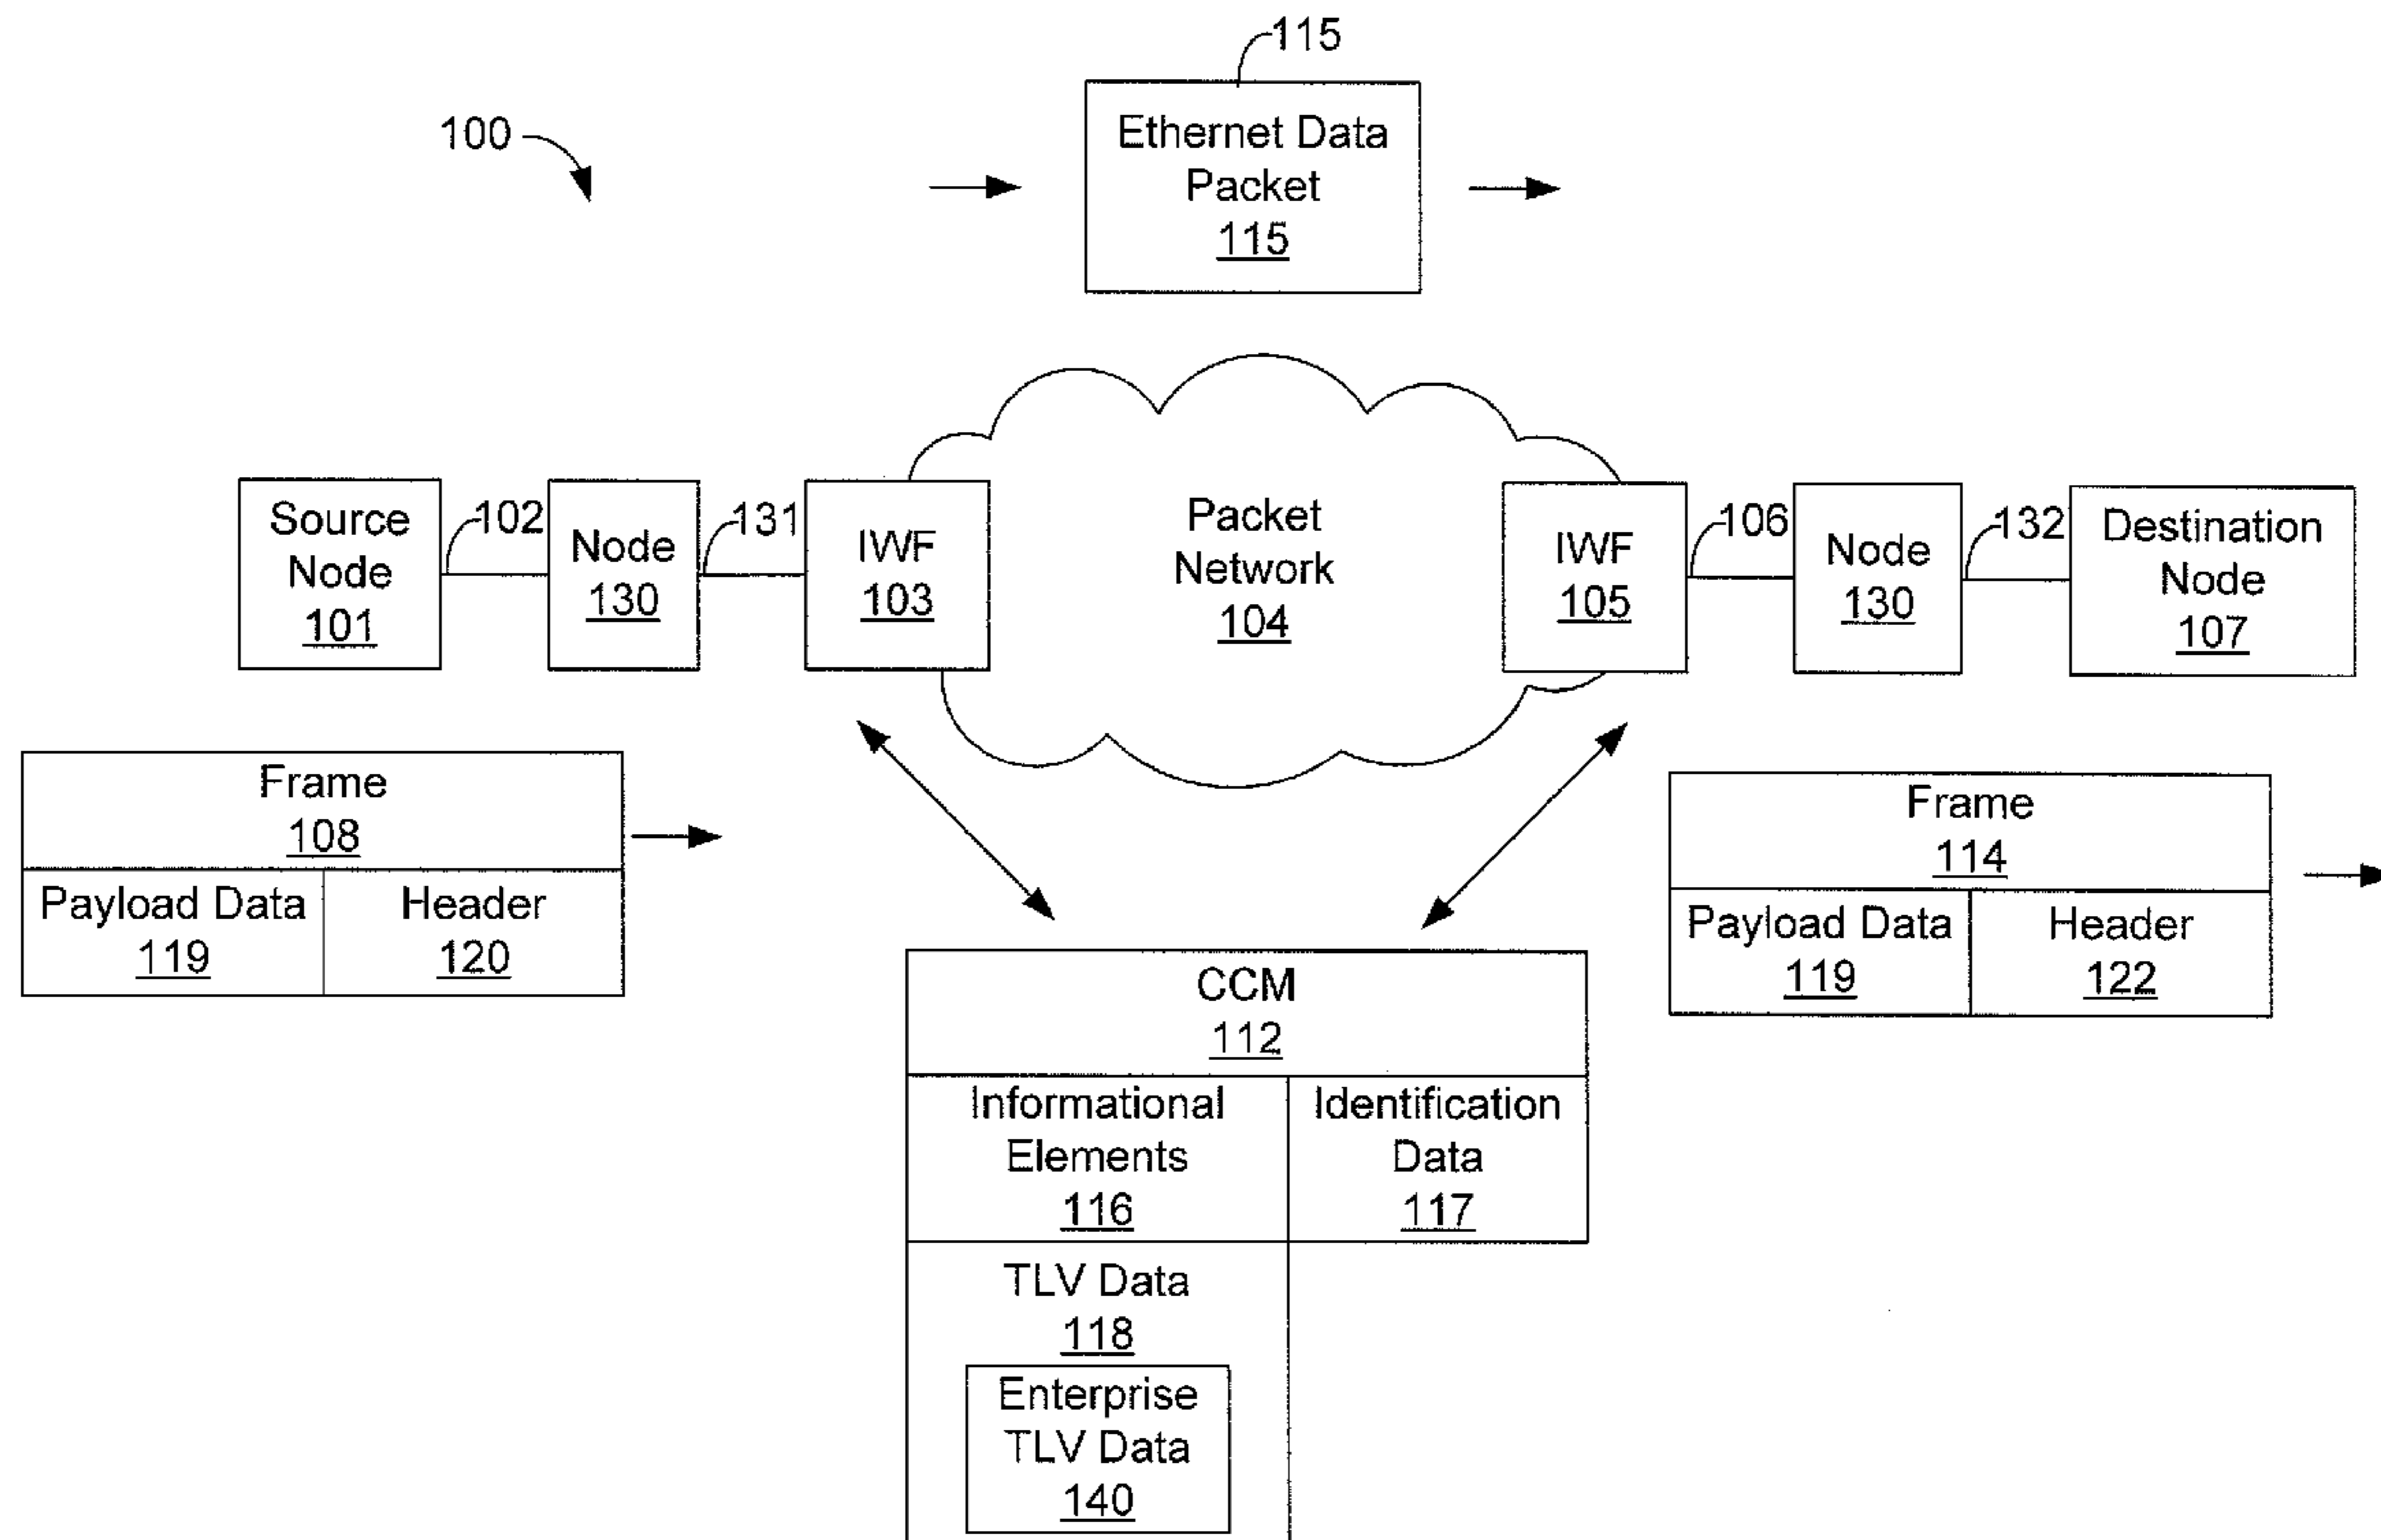 115
100
Ethernet Data
Packet
115
Source
Node
101
102
Node
130
131
IWF
103
Packet
Network
104
IWF
105
106
Node
130
132
Destination
Node
107
Frame
108
Payload Data
119
Header
120
Frame
114
Payload Data
119
Header
122
CCM
112
Informational
Elements
116
Identification
Data
117
TLV Data
118
Enterprise
TLV Data
140